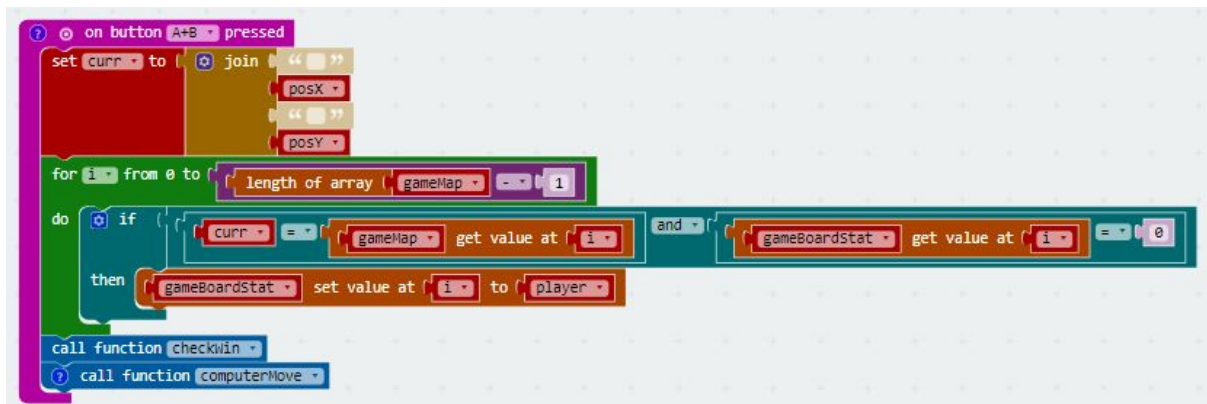 ? on button A+B pressed
set curr to join “ ”
posX
“ ”
posY
for i from 0 to length of array gameMap - 1
do if curr = gameMap get value at i and gameBoardStat get value at i = 0
then gameBoardStat set value at i to player
call function checkWin
? call function computerMove